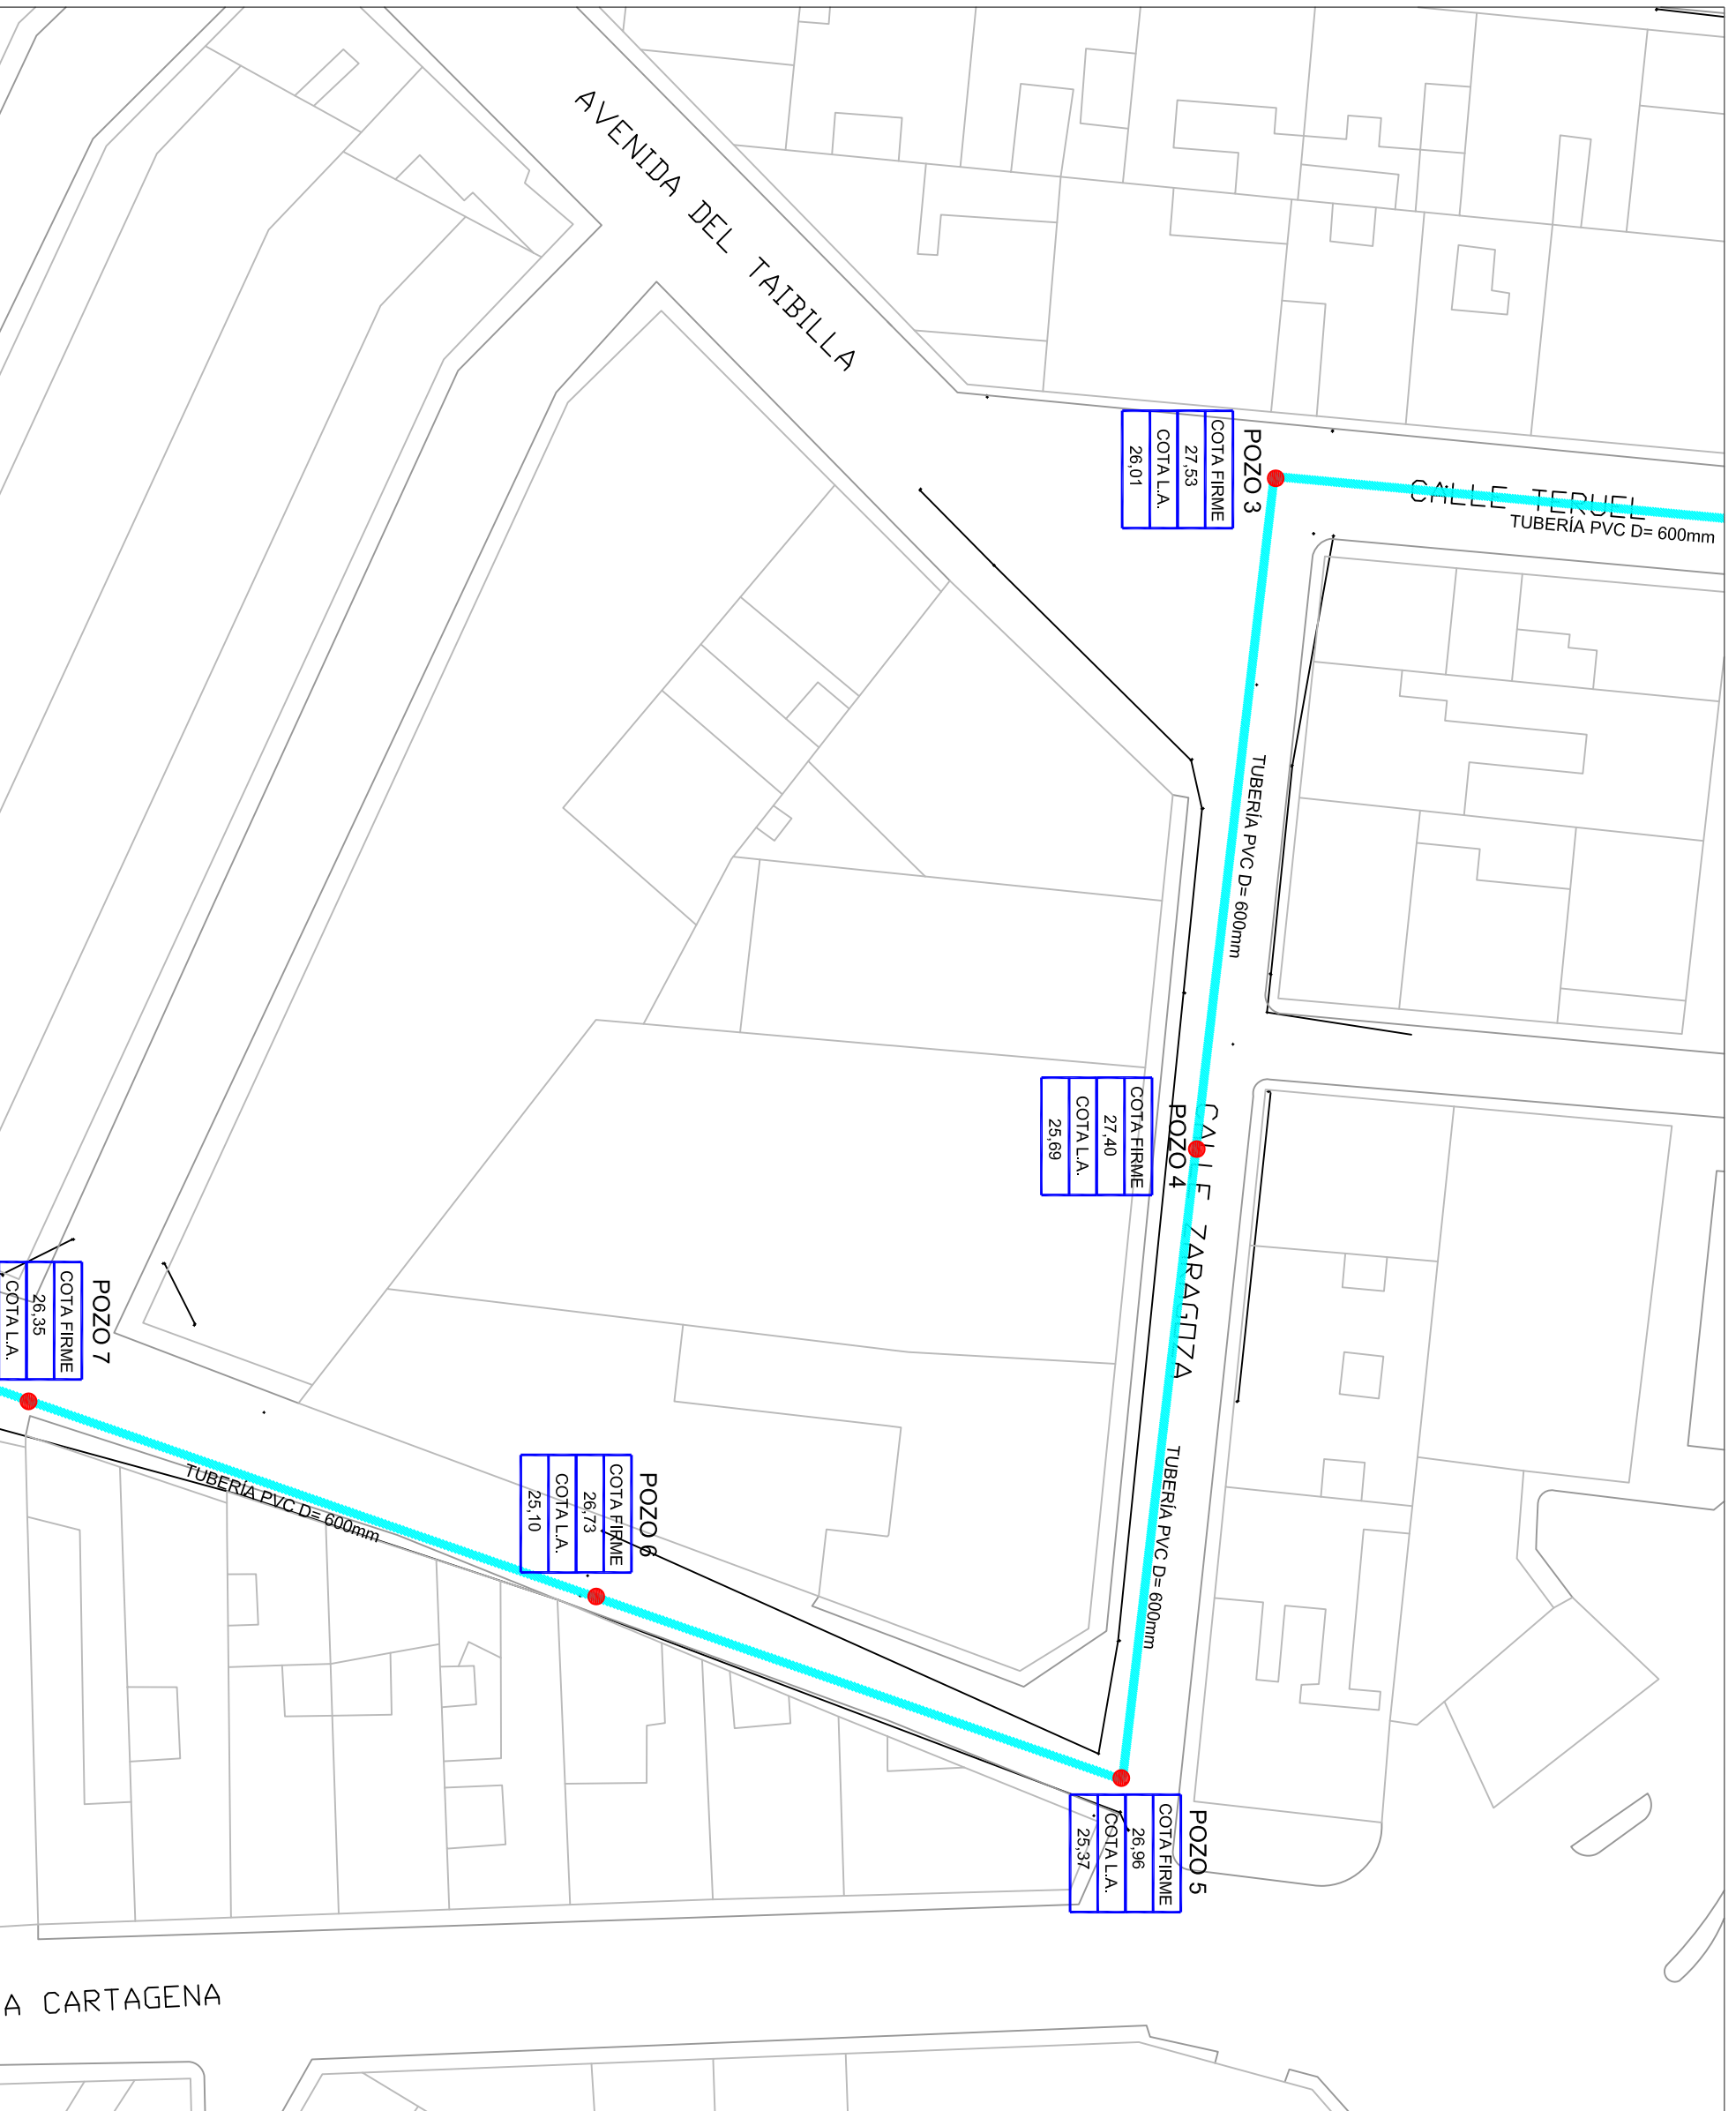 AVENIDA DEL TAIBILLA
POZO 3
COTA FIRME
27,53
COTA L.A.
26,01
CALLE TERUEL
TUBERÍA PVC D= 600mm
TUBERÍA PVC D= 600mm
POZO 4
COTA FIRME
27,40
COTA L.A.
25,69
CALLE ZARAGOZA
TUBERÍA PVC D= 600mm
POZO 7
COTA FIRME
26,35
COTA L.A.
TUBERÍA PVC D= 600mm
POZO 6
COTA FIRME
26,73
COTA L.A.
25,10
POZO 5
COTA FIRME
26,96
COTA L.A.
25,37
A CARTAGENA